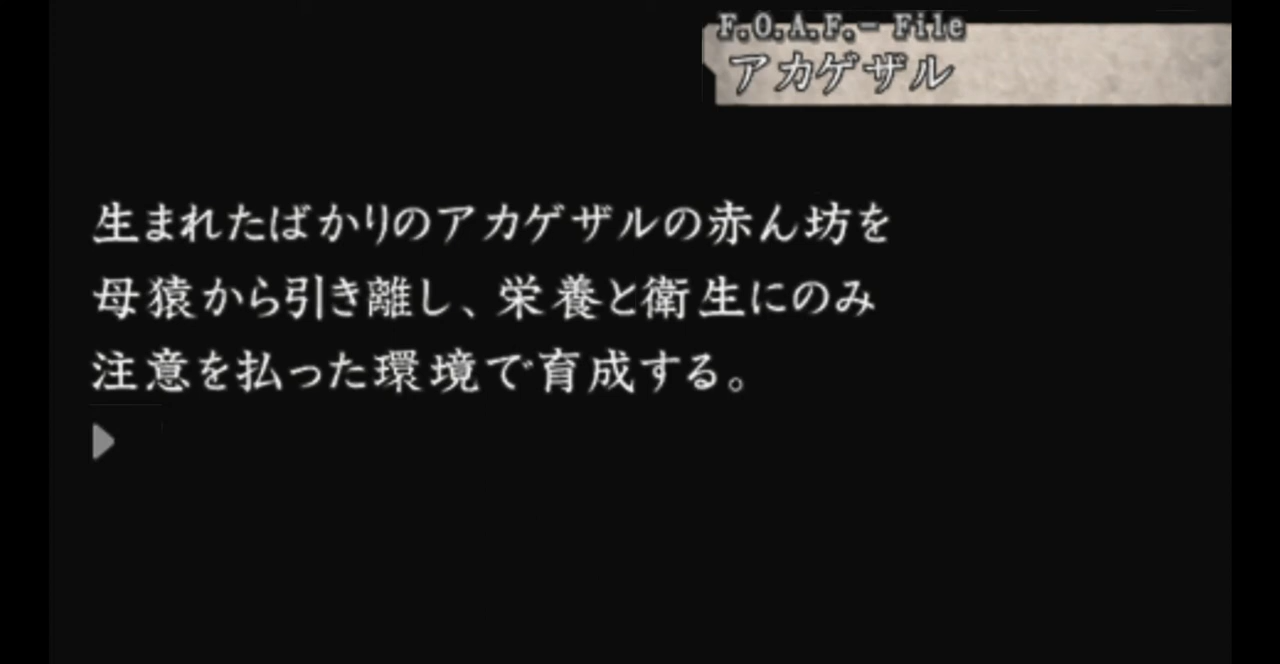 F.O.A.F.- File
アカゲザル
生まれたばかりのアカゲザルの赤ん坊を
母猿から引き離し、栄養と衛生にのみ
注意を払った環境で育成する。